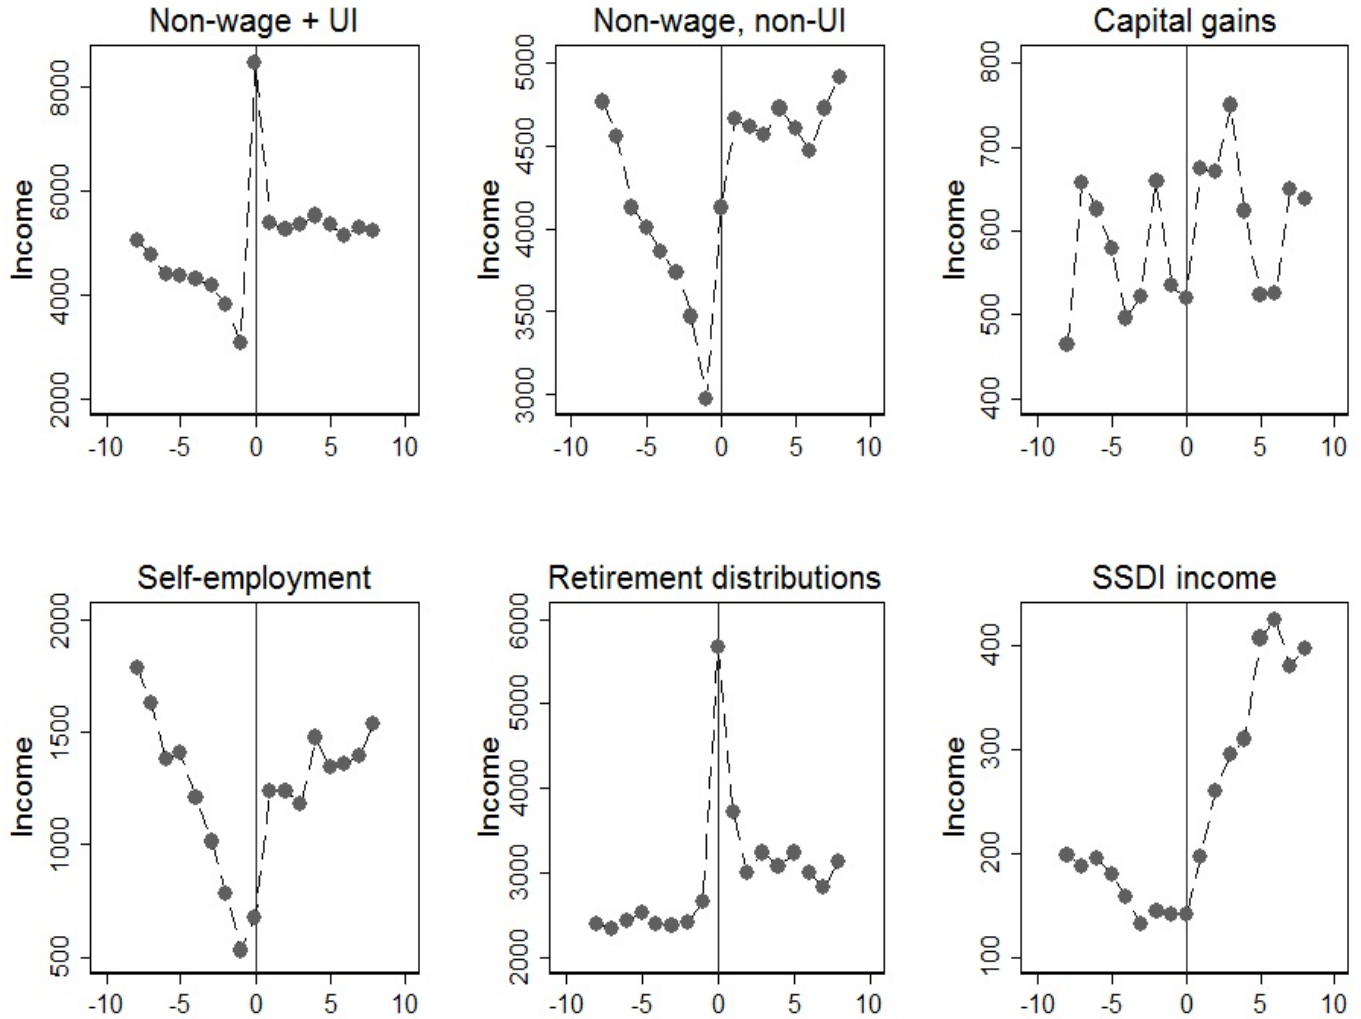 Non-wage + UI
Income
2000 4000 6000 8000
-10 -5 0 5 10
Non-wage, non-UI
Income
3000 3500 4000 4500 5000
-10 -5 0 5 10
Capital gains
Income
400 500 600 700 800
-10 -5 0 5 10
Self-employment
Income
500 1000 1500 2000
-10 -5 0 5 10
Retirement distributions
Income
2000 3000 4000 5000 6000
-10 -5 0 5 10
SSDI income
Income
100 200 300 400
-10 -5 0 5 10